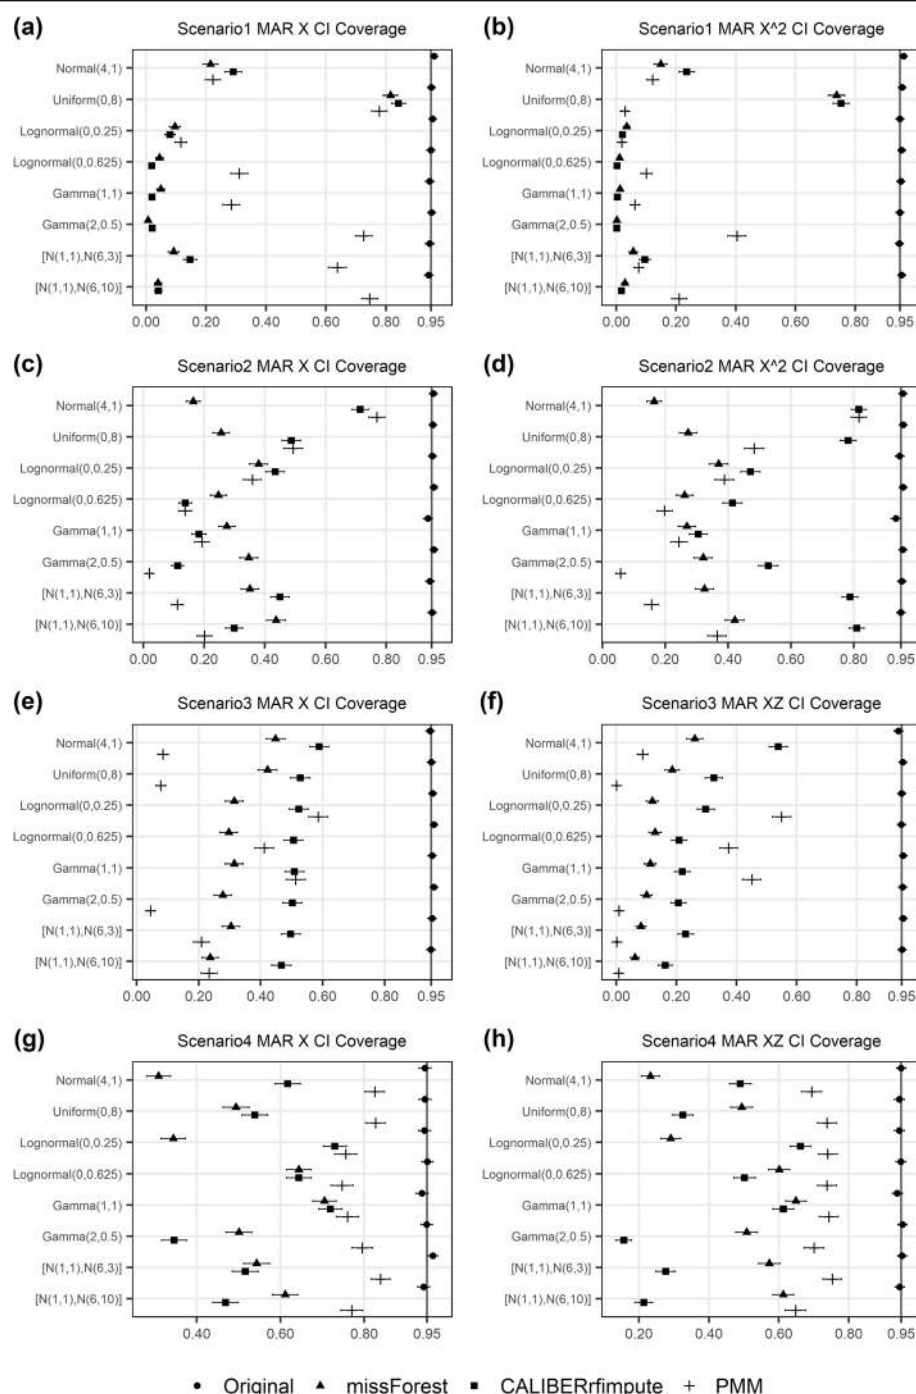 (a) Scenario1 MAR X CI Coverage
Normal(4,1)
Uniform(0,8)
Lognormal(0,0.25)
Lognormal(0,0.625)
Gamma(1,1)
Gamma(2,0.5)
[N(1,1),N(6,3)]
[N(1,1),N(6,10)]
0.00 0.20 0.40 0.60 0.80 0.95
(b) Scenario1 MAR X^2 CI Coverage
Normal(4,1)
Uniform(0,8)
Lognormal(0,0.25)
Lognormal(0,0.625)
Gamma(1,1)
Gamma(2,0.5)
[N(1,1),N(6,3)]
[N(1,1),N(6,10)]
0.00 0.20 0.40 0.60 0.80 0.95
(c) Scenario2 MAR X CI Coverage
Normal(4,1)
Uniform(0,8)
Lognormal(0,0.25)
Lognormal(0,0.625)
Gamma(1,1)
Gamma(2,0.5)
[N(1,1),N(6,3)]
[N(1,1),N(6,10)]
0.00 0.20 0.40 0.60 0.80 0.95
(d) Scenario2 MAR X^2 CI Coverage
Normal(4,1)
Uniform(0,8)
Lognormal(0,0.25)
Lognormal(0,0.625)
Gamma(1,1)
Gamma(2,0.5)
[N(1,1),N(6,3)]
[N(1,1),N(6,10)]
0.00 0.20 0.40 0.60 0.80 0.95
(e) Scenario3 MAR X CI Coverage
Normal(4,1)
Uniform(0,8)
Lognormal(0,0.25)
Lognormal(0,0.625)
Gamma(1,1)
Gamma(2,0.5)
[N(1,1),N(6,3)]
[N(1,1),N(6,10)]
0.00 0.20 0.40 0.60 0.80 0.95
(f) Scenario3 MAR XZ CI Coverage
Normal(4,1)
Uniform(0,8)
Lognormal(0,0.25)
Lognormal(0,0.625)
Gamma(1,1)
Gamma(2,0.5)
[N(1,1),N(6,3)]
[N(1,1),N(6,10)]
0.00 0.20 0.40 0.60 0.80 0.95
(g) Scenario4 MAR X CI Coverage
Normal(4,1)
Uniform(0,8)
Lognormal(0,0.25)
Lognormal(0,0.625)
Gamma(1,1)
Gamma(2,0.5)
[N(1,1),N(6,3)]
[N(1,1),N(6,10)]
0.40 0.60 0.80 0.95
(h) Scenario4 MAR XZ CI Coverage
Normal(4,1)
Uniform(0,8)
Lognormal(0,0.25)
Lognormal(0,0.625)
Gamma(1,1)
Gamma(2,0.5)
[N(1,1),N(6,3)]
[N(1,1),N(6,10)]
0.20 0.40 0.60 0.80 0.95
Original missForest CALIBERrfimpute PMM